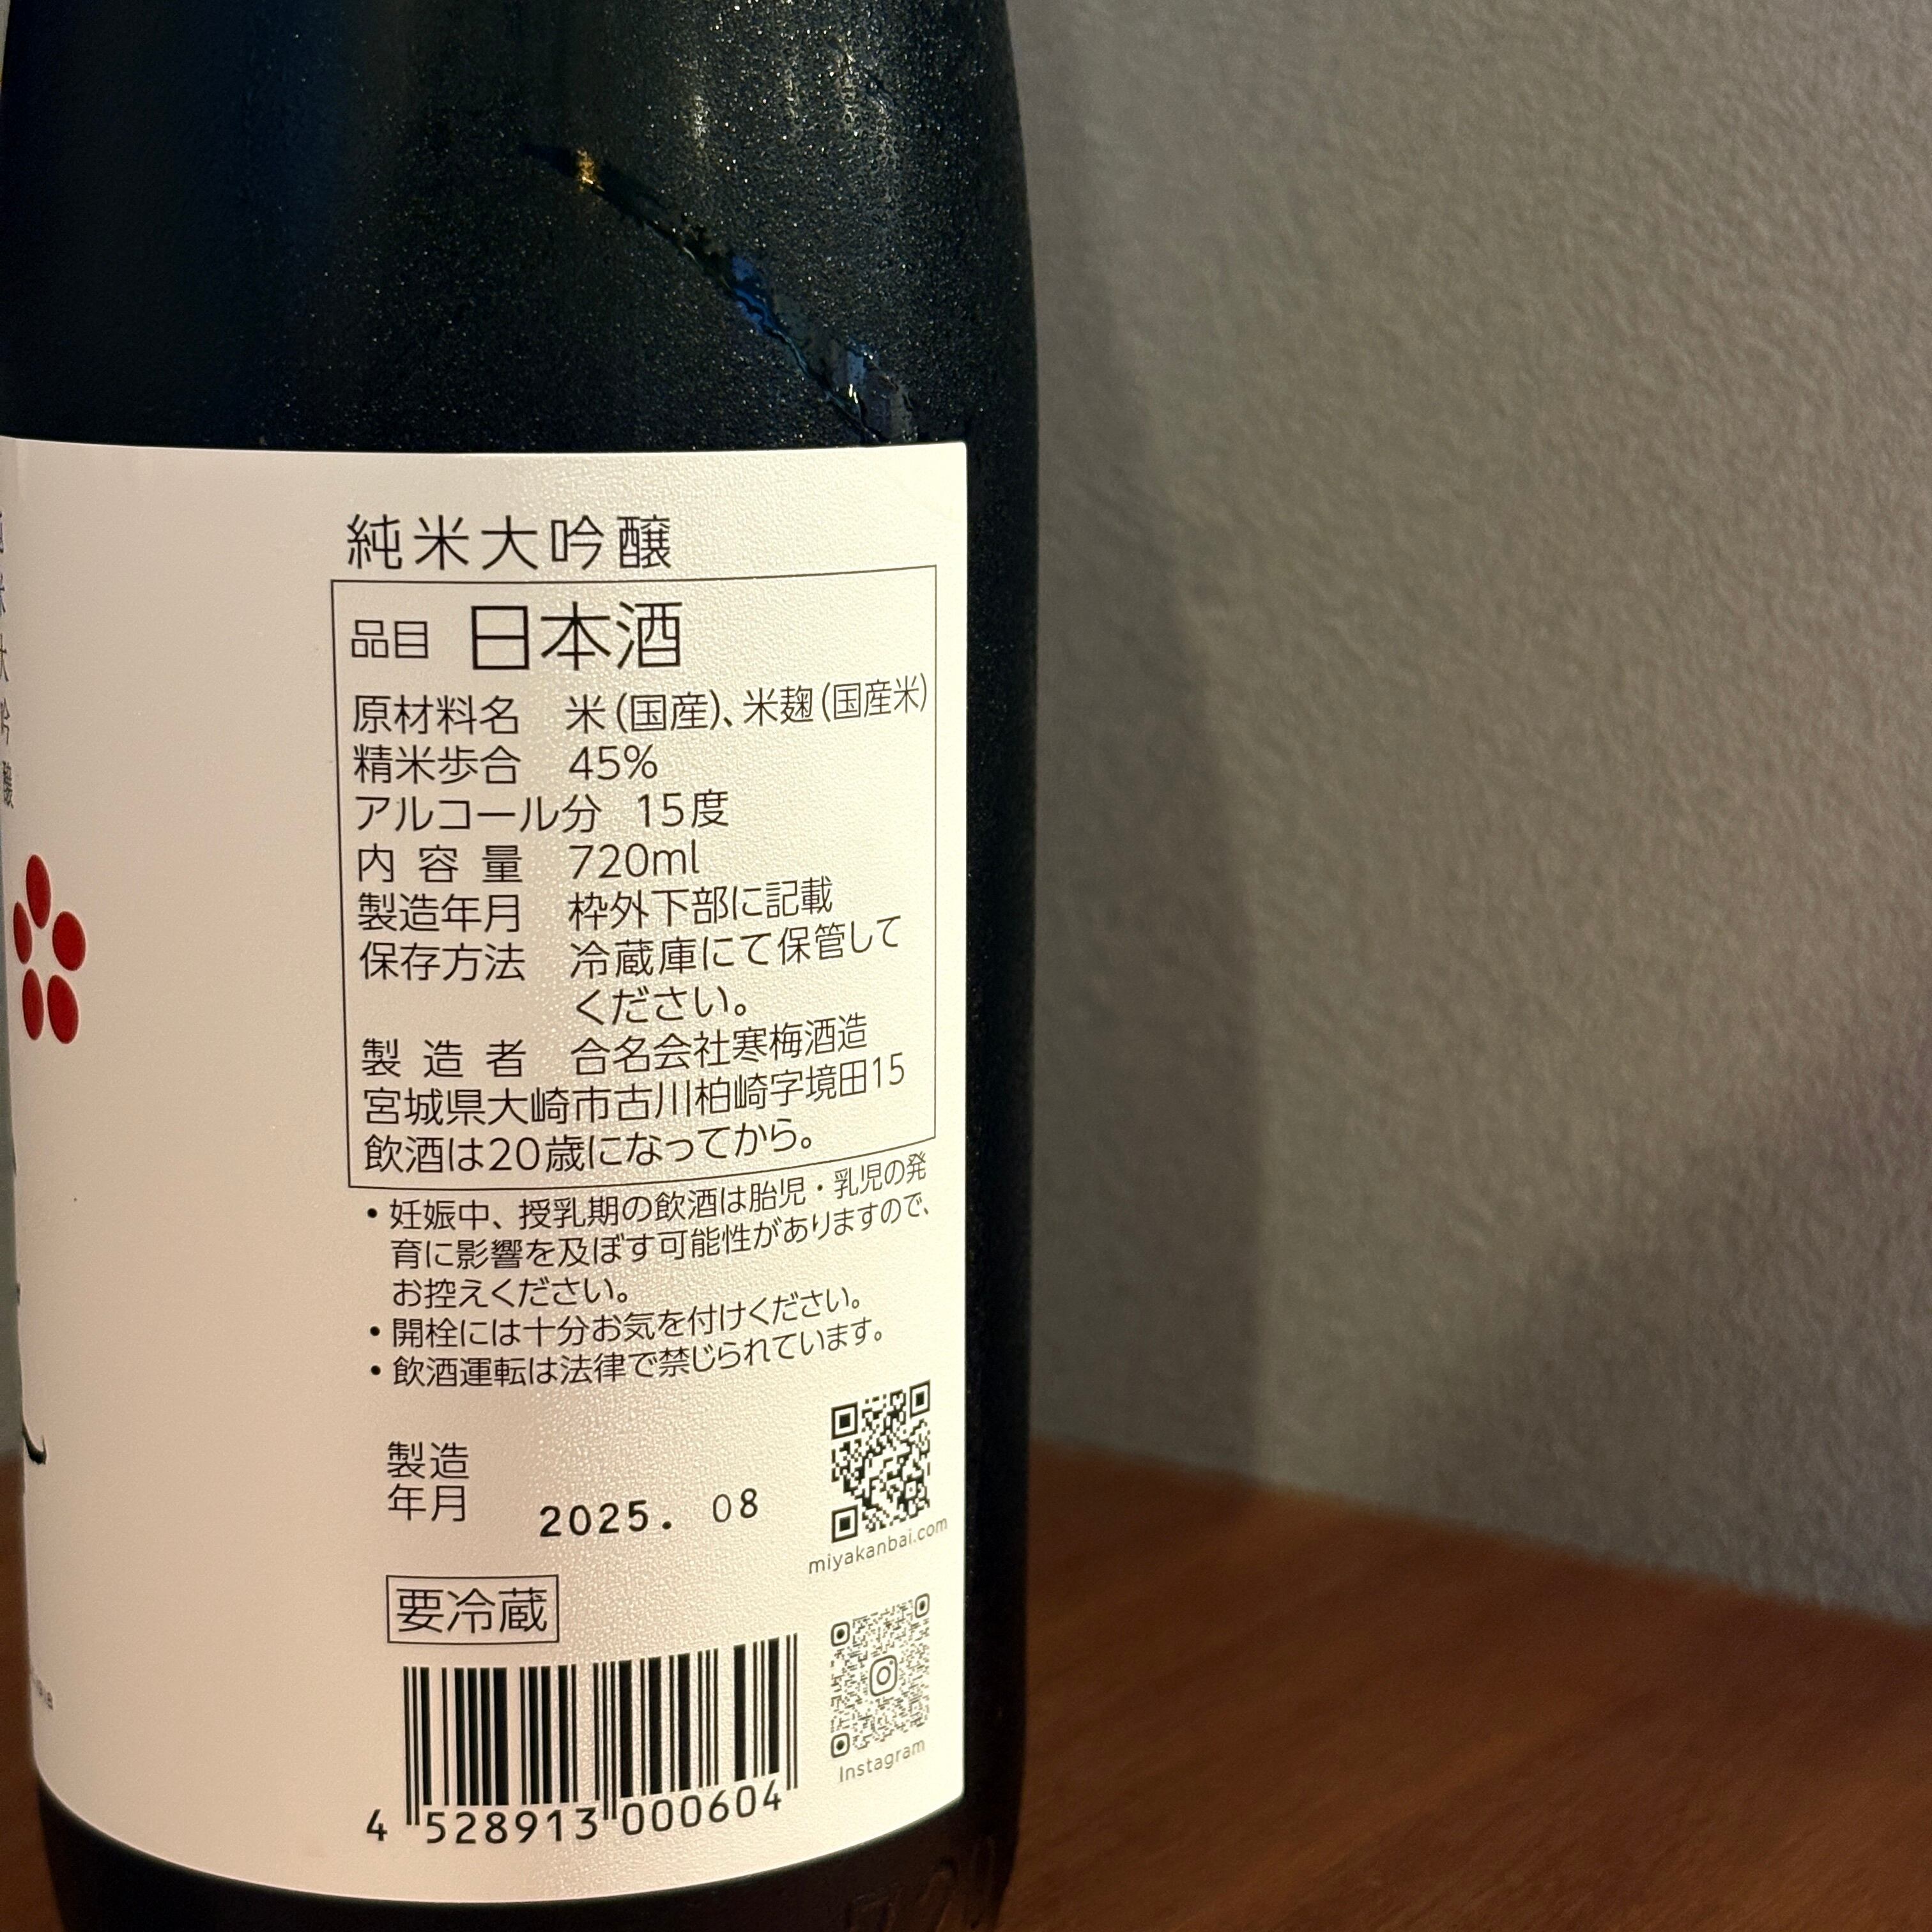 純米大吟醸
品目 日本酒
原材料名 米(国産)、米麹(国産米)
精米歩合 45%
アルコール分 15度
内容量 720ml
製造年月 枠外下部に記載
保存方法 冷蔵庫にて保管して
ください。
製造者 合名会社寒梅酒造
宮城県大崎市古川柏崎字境田15
飲酒は20歳になってから。
•妊娠中、授乳期の飲酒は胎児・乳児の発
育に影響を及ぼす可能性がありますので、
お控えください。
•開栓には十分お気を付けください。
•飲酒運転は法律で禁じられています。
製造
年月
2025. 08
miyakanbai.com
要冷蔵
Instagram
4 528913 000604